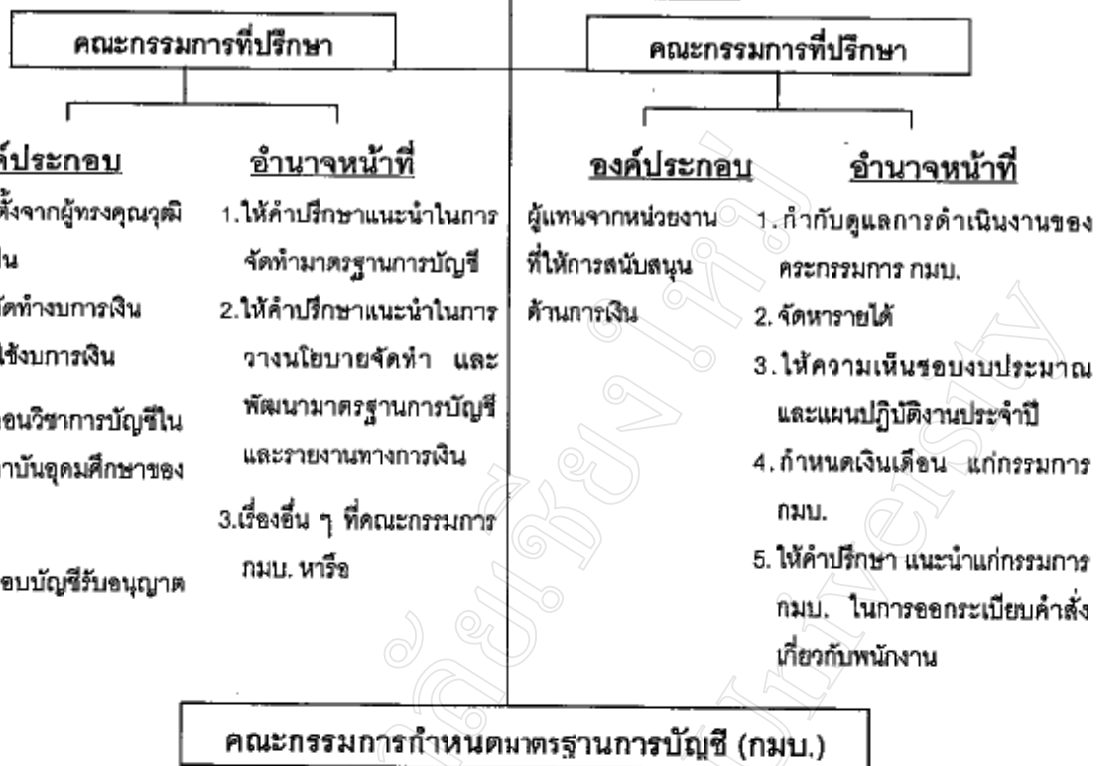 คณะกรรมการที่ปรึกษา
องค์ประกอบ
ตั้งจากผู้ทรงคุณวุฒิ
จัดทำงบการเงิน
ใช้งบการเงิน
สอนวิชาการบัญชีใน
สถาบันอุดมศึกษาของ
สอบบัญชีรับอนุญาต
อำนาจหน้าที่
1.ให้คำปรึกษาแนะนำในการ
จัดทำมาตรฐานการบัญชี
2.ให้คำปรึกษาแนะนำในการ
วางนโยบายจัดทำ และ
พัฒนามาตรฐานการบัญชี
และรายงานทางการเงิน
3.เรื่องอื่น ๆ ที่คณะกรรมการ
กมบ. หารือ
คณะกรรมการที่ปรึกษา
องค์ประกอบ
ผู้แทนจากหน่วยงาน
ที่ให้การสนับสนุน
ด้านการเงิน
อำนาจหน้าที่
1. กำกับดูแลการดำเนินงานของ
คระกรรมการ กมบ.
2. จัดหารายได้
3. ให้ความเห็นชอบงบประมาณ
และแผนปฏิบัติงานประจำปี
4. กำหนดเงินเดือน แก่กรรมการ
กมบ.
5. ให้คำปรึกษา แนะนำแก่กรรมการ
กมบ. ในการออกระเบียบคำสั่ง
เกี่ยวกับพนักงาน
คณะกรรมการกำหนดมาตรฐานการบัญชี (กมบ.)
University